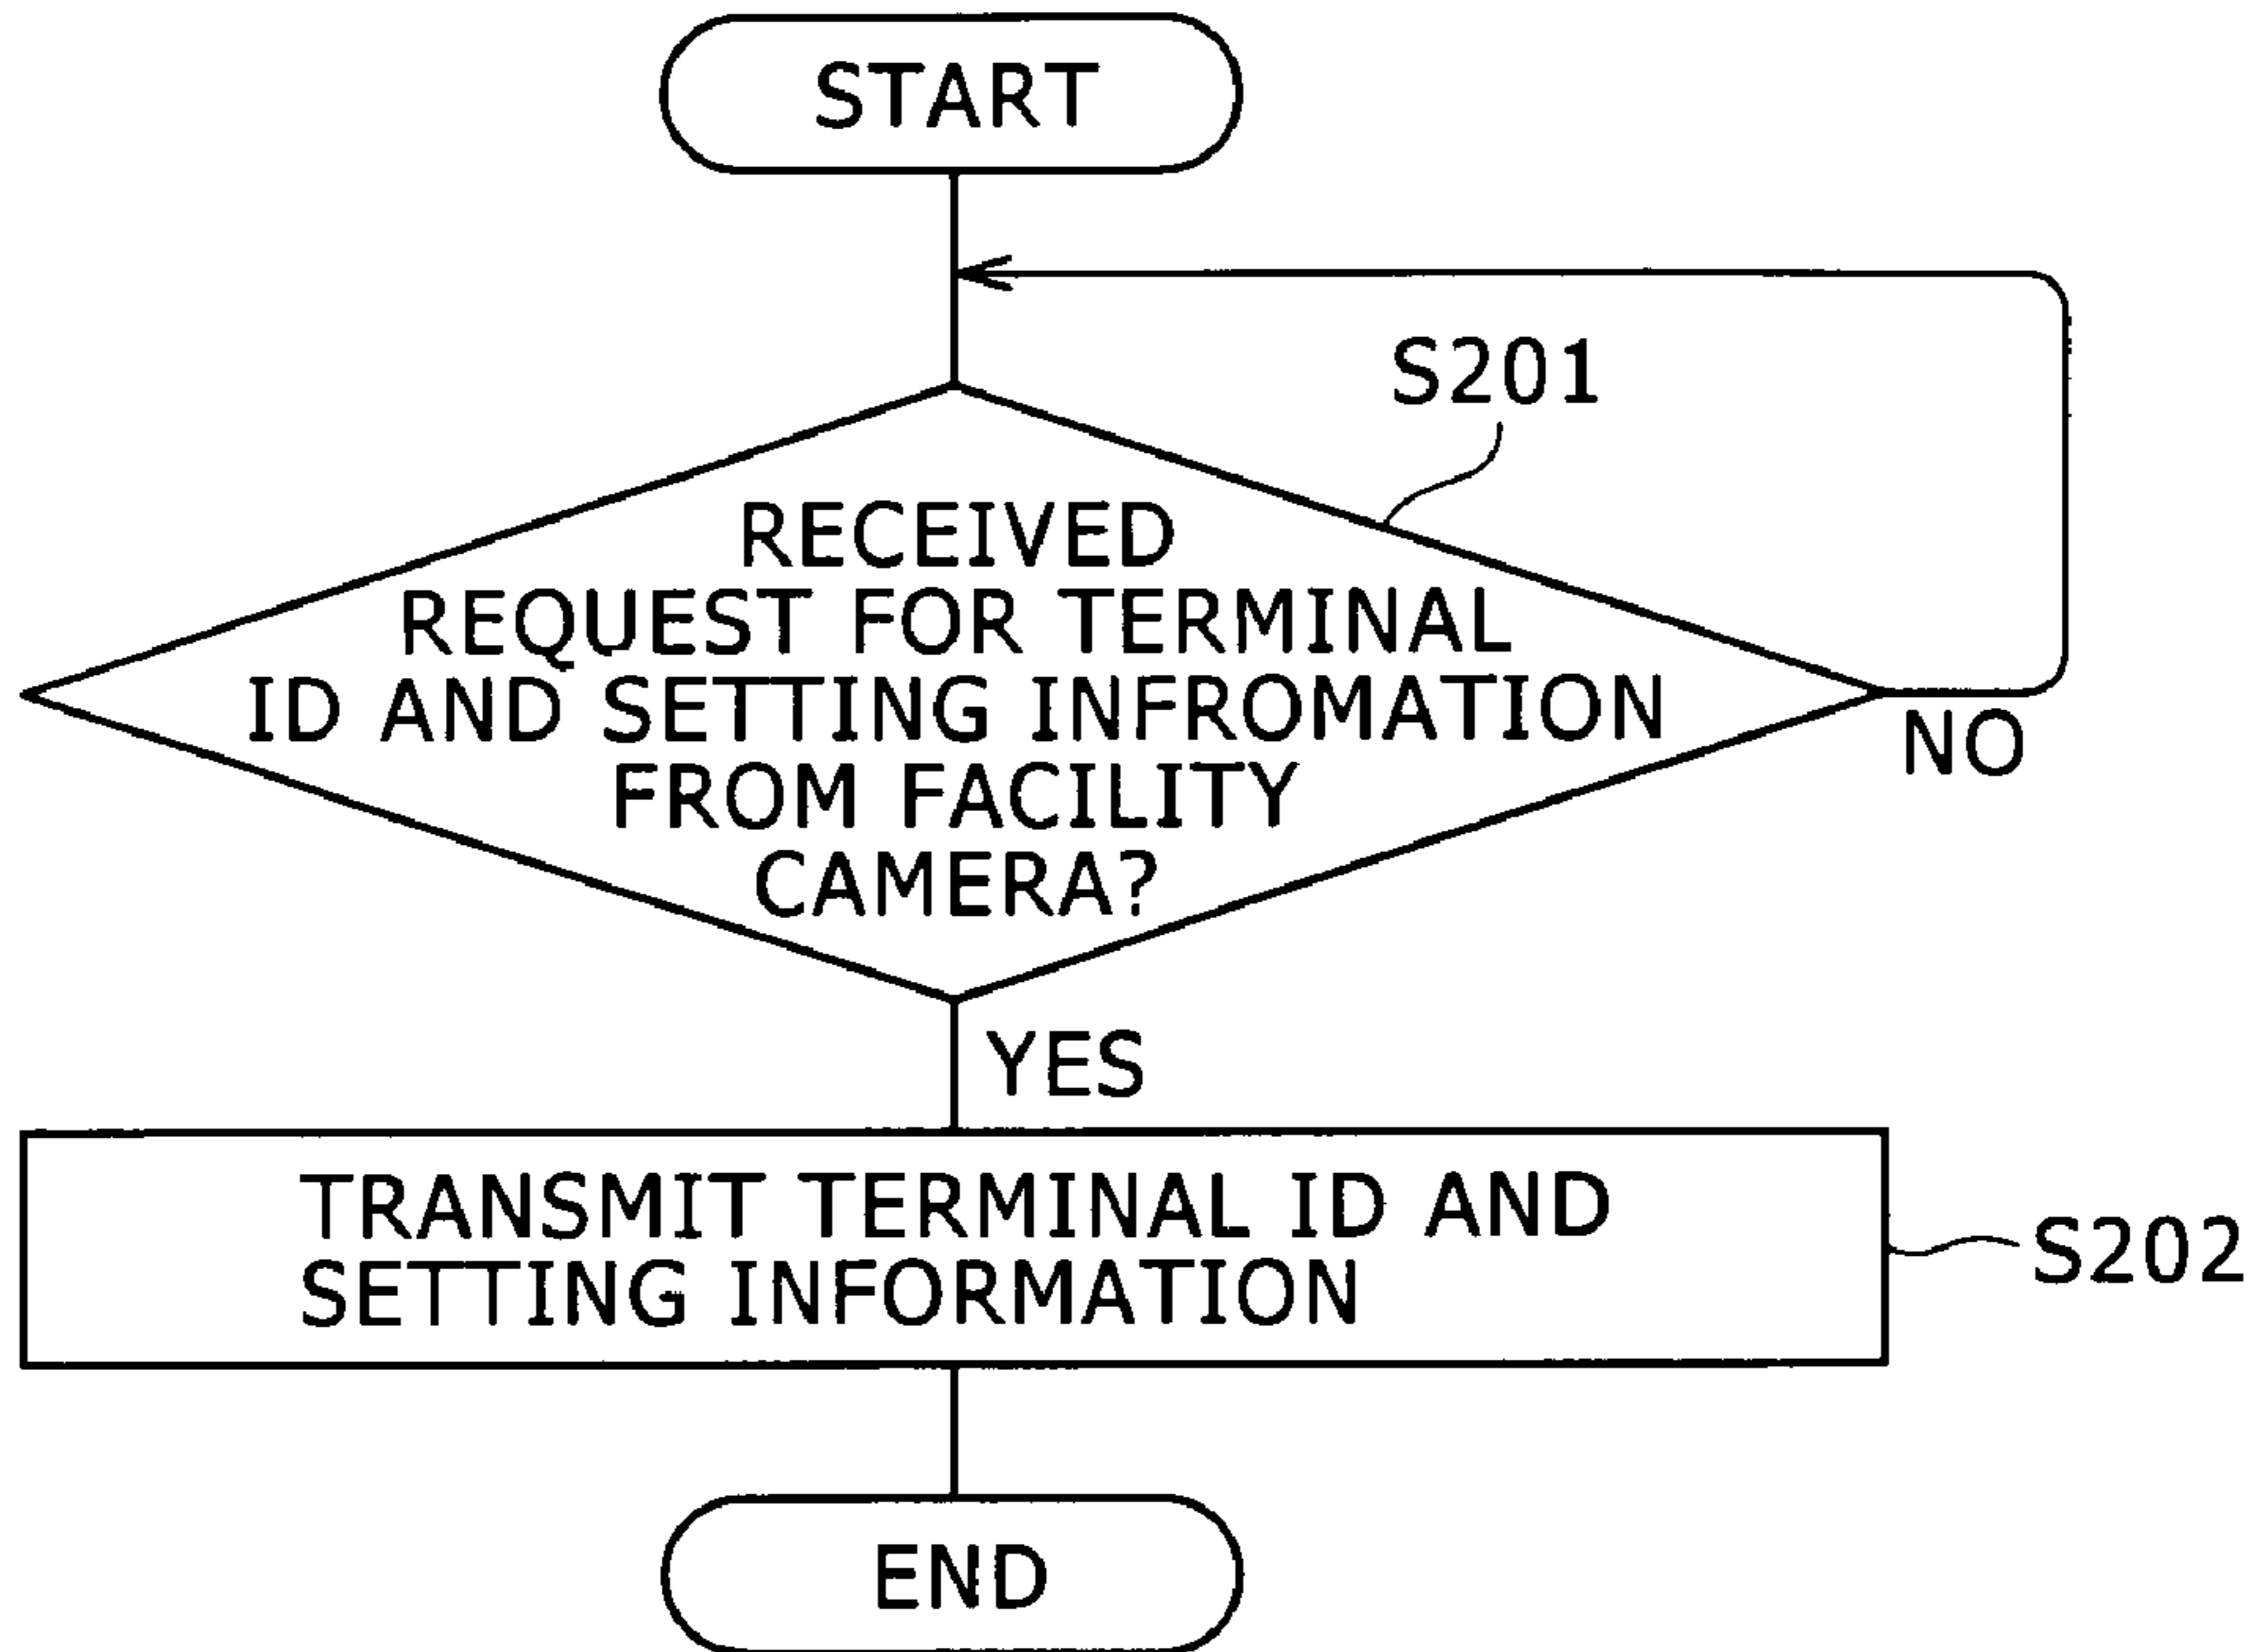 START
S201
RECEIVED
REQUEST FOR TERMINAL
ID AND SETTING INFROMATION
FROM FACILITY
CAMERA?
NO
YES
TRANSMIT TERMINAL ID AND
SETTING INFORMATION
S202
END